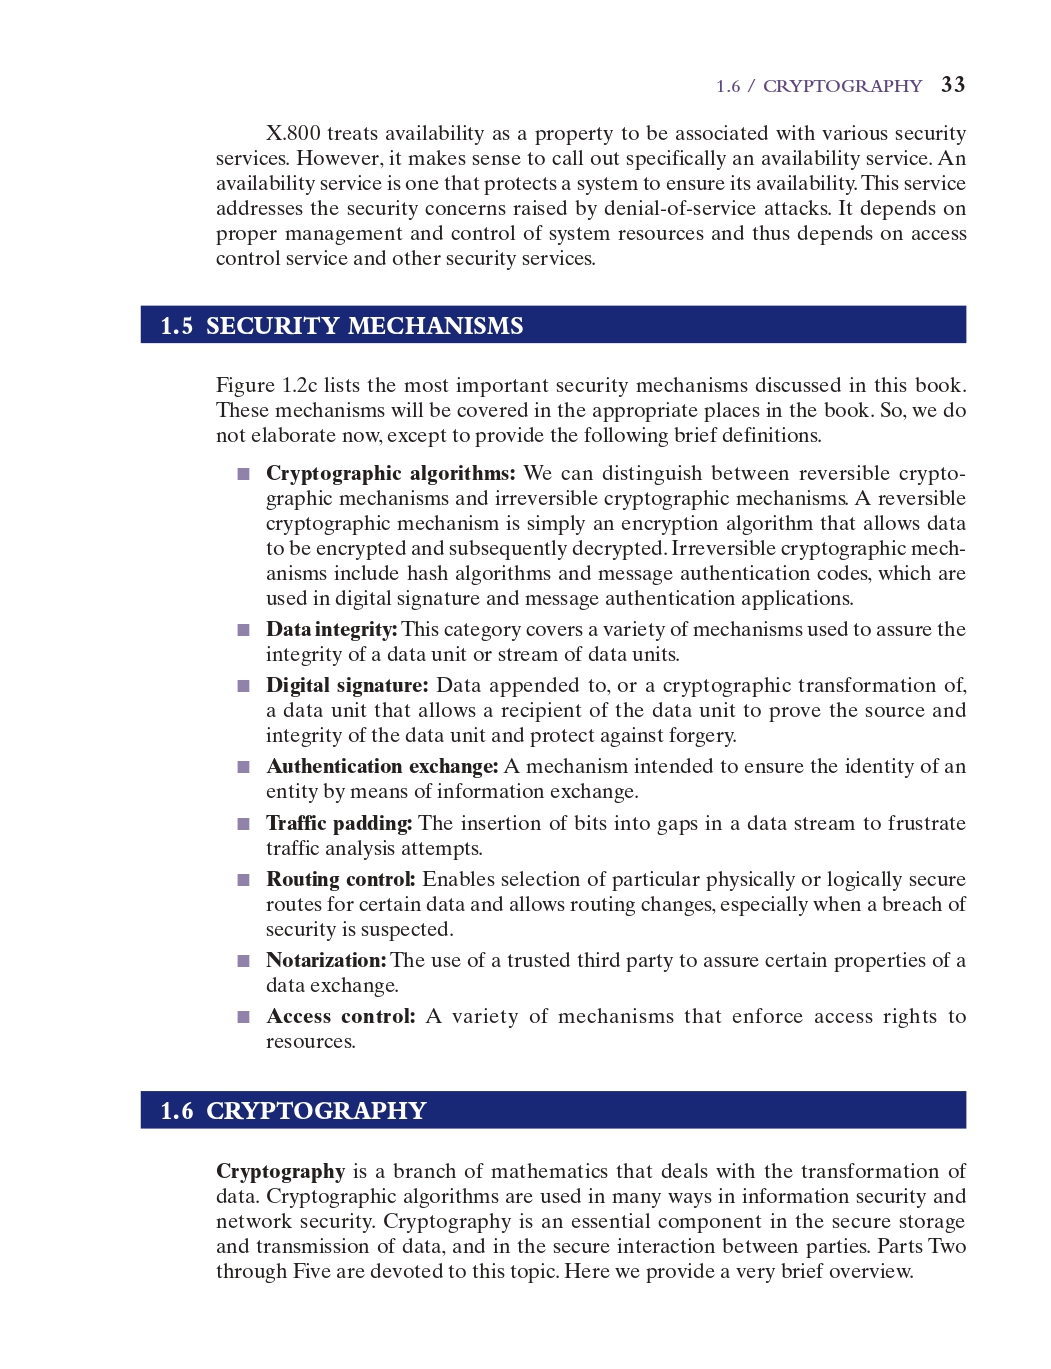 1.6 / CRYPTOGRAPHY 33
X.800 treats availability as a property to be associated with various security
services. However, it makes sense to call out specifically an availability service. An
availability service is one that protects a system to ensure its availability. This service
addresses the security concerns raised by denial-of-service attacks. It depends on
proper management and control of system resources and thus depends on access
control service and other security services.
1.5 SECURITY MECHANISMS
Figure 1.2c lists the most important security mechanisms discussed in this book.
These mechanisms will be covered in the appropriate places in the book. So, we do
not elaborate now, except to provide the following brief definitions.
■ Cryptographic algorithms: We can distinguish between reversible crypto-
graphic mechanisms and irreversible cryptographic mechanisms. A reversible
cryptographic mechanism is simply an encryption algorithm that allows data
to be encrypted and subsequently decrypted. Irreversible cryptographic mech-
anisms include hash algorithms and message authentication codes, which are
used in digital signature and message authentication applications.
■ Data integrity: This category covers a variety of mechanisms used to assure the
integrity of a data unit or stream of data units.
■ Digital signature: Data appended to, or a cryptographic transformation of,
a data unit that allows a recipient of the data unit to prove the source and
integrity of the data unit and protect against forgery.
■ Authentication exchange: A mechanism intended to ensure the identity of an
entity by means of information exchange.
■ Traffic padding: The insertion of bits into gaps in a data stream to frustrate
traffic analysis attempts.
■ Routing control: Enables selection of particular physically or logically secure
routes for certain data and allows routing changes, especially when a breach of
security is suspected.
■ Notarization: The use of a trusted third party to assure certain properties of a
data exchange.
■ Access control: A variety of mechanisms that enforce access rights to
resources.
1.6 CRYPTOGRAPHY
Cryptography is a branch of mathematics that deals with the transformation of
data. Cryptographic algorithms are used in many ways in information security and
network security. Cryptography is an essential component in the secure storage
and transmission of data, and in the secure interaction between parties. Parts Two
through Five are devoted to this topic. Here we provide a very brief overview.